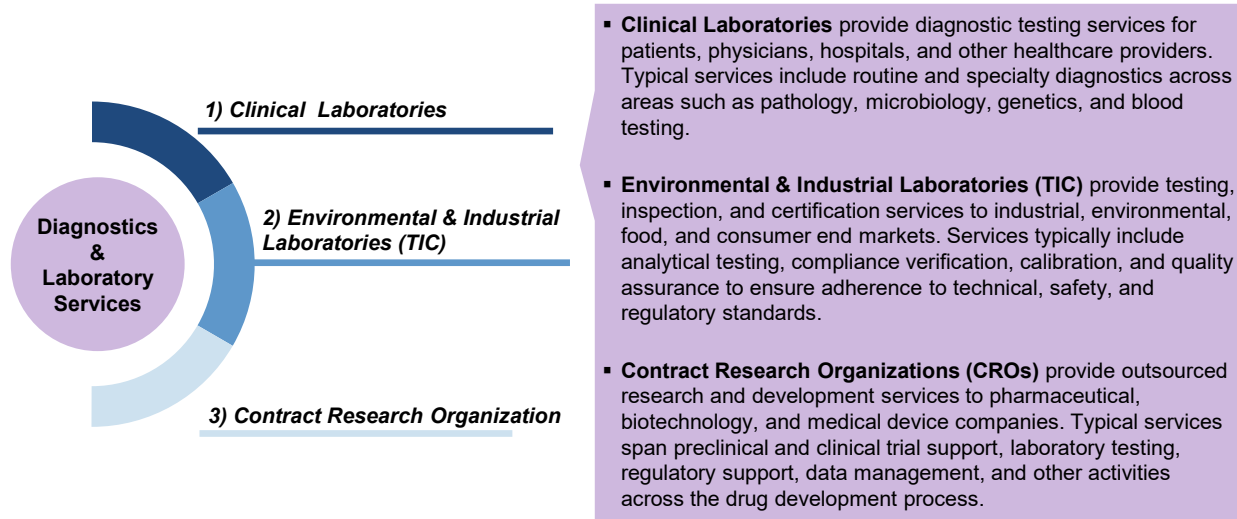 Diagnostics
&
Laboratory
Services
1) Clinical  Laboratories
2) Environmental & Industrial
Laboratories (TIC)
3) Contract Research Organization
▪ Clinical Laboratories provide diagnostic testing services for
patients, physicians, hospitals, and other healthcare providers.
Typical services include routine and specialty diagnostics across
areas such as pathology, microbiology, genetics, and blood
testing.
▪ Environmental & Industrial Laboratories (TIC) provide testing,
inspection, and certification services to industrial, environmental,
food, and consumer end markets. Services typically include
analytical testing, compliance verification, calibration, and quality
assurance to ensure adherence to technical, safety, and
regulatory standards.
▪ Contract Research Organizations (CROs) provide outsourced
research and development services to pharmaceutical,
biotechnology, and medical device companies. Typical services
span preclinical and clinical trial support, laboratory testing,
regulatory support, data management, and other activities
across the drug development process.